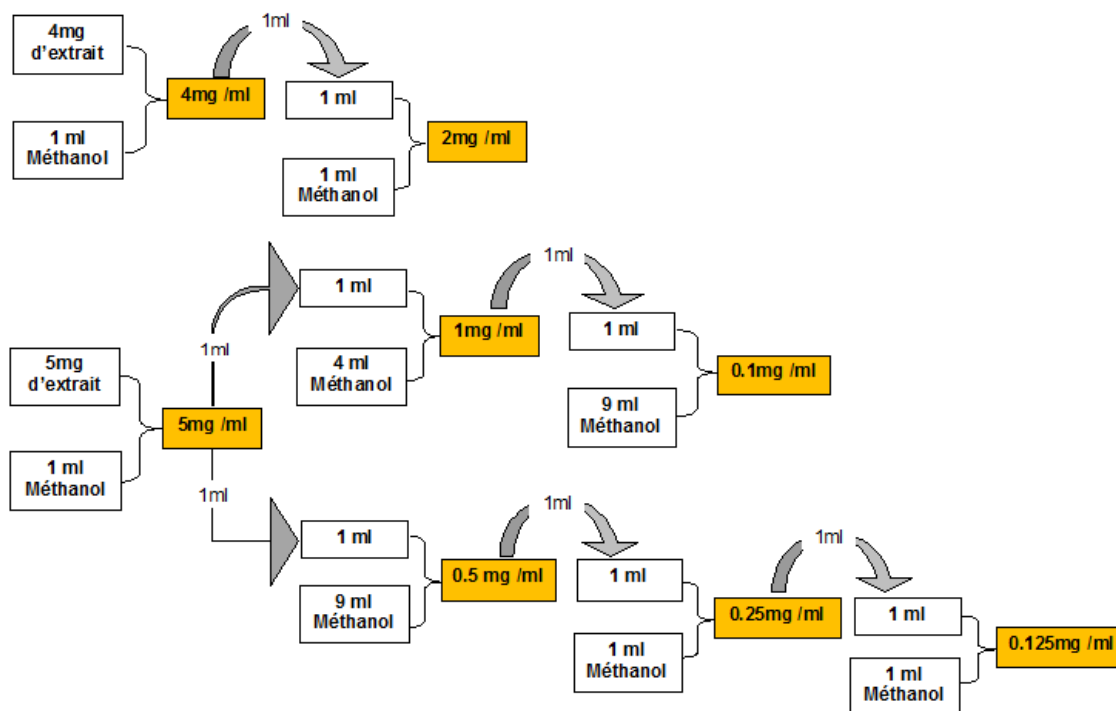 1ml
4mg
d'extrait
4mg /ml
1 ml
1 ml
Méthanol
2mg /ml
1 ml
Méthanol
1ml
1 ml
1mg /ml
1 ml
1ml
5mg
d'extrait
4 ml
Méthanol
0.1mg /ml
5mg /ml
9 ml
Méthanol
1 ml
Méthanol
1ml
1ml
1 ml
1ml
0.5 mg /ml
1 ml
9 ml
Méthanol
0.25mg /ml
1 ml
1 ml
Méthanol
0.125mg /ml
1 ml
Méthanol